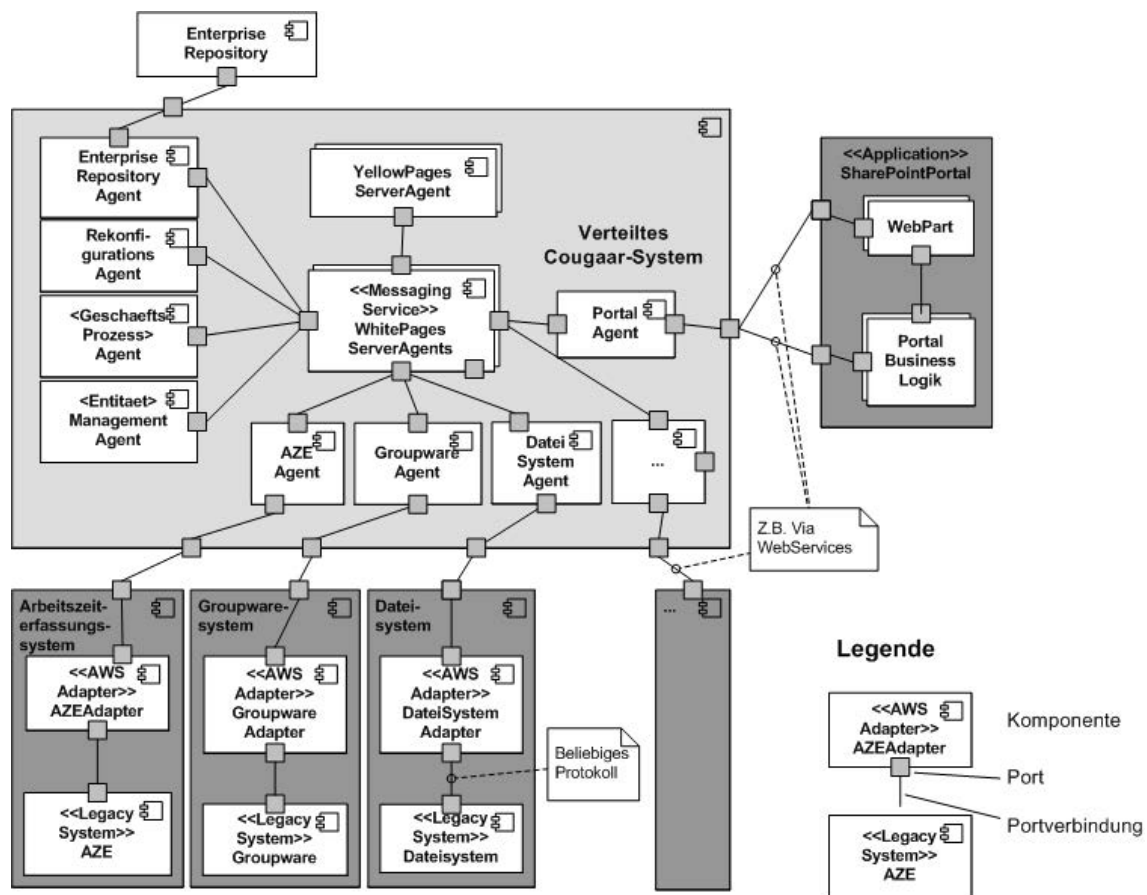 Enterprise
Repository
Enterprise
Repository
Agent
Rekonfi-
gurations
Agent
<Geschaefts
Prozess>
Agent
<Entitaet>
Management
Agent
YellowPages
ServerAgent
<<Messaging
Service>>
WhitePages
ServerAgents
Verteiltes
Cougaar-System
Portal
Agent
AZE
Agent
Groupware
Agent
Datei
System
Agent
...
<<Application>>
SharePointPortal
WebPart
Portal
Business
Logik
Z.B. Via
WebServices
Arbeitszeit
erfassungs-
system
<<AWS
Adapter>>
AZEAdapter
<<Legacy
System>>
AZE
Groupware-
system
<<AWS
Adapter>>
Groupware
Adapter
<<Legacy
System>>
Groupware
Datei-
system
<<AWS
Adapter>>
DateiSystem
Adapter
<<Legacy
System>>
Dateisystem
Beliebiges
Protokoll
...
Legende
<<AWS
Adapter>>
AZEAdapter
Komponente
Port
Portverbindung
<<Legacy
System>>
AZE